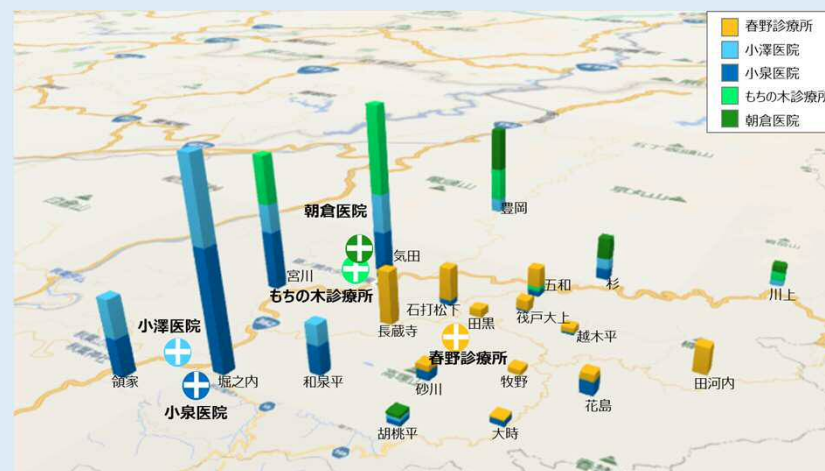 春野診療所
小澤医院
小泉医院
もちの木診療所
朝倉医院
豊岡
朝倉医院
気田
宮川
もちの木診療所
五和
杉
川上
石打松下
田黒
筏戸大上
長蔵寺
越木平
小澤医院
春野診療所
領家
堀之内
和泉平
砂川
牧野
田河内
小泉医院
花島
胡桃平
大時